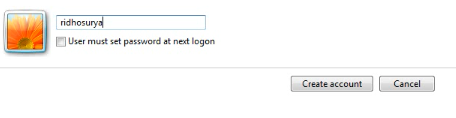 ridhosurya
User must set password at next logon
Create account Cancel